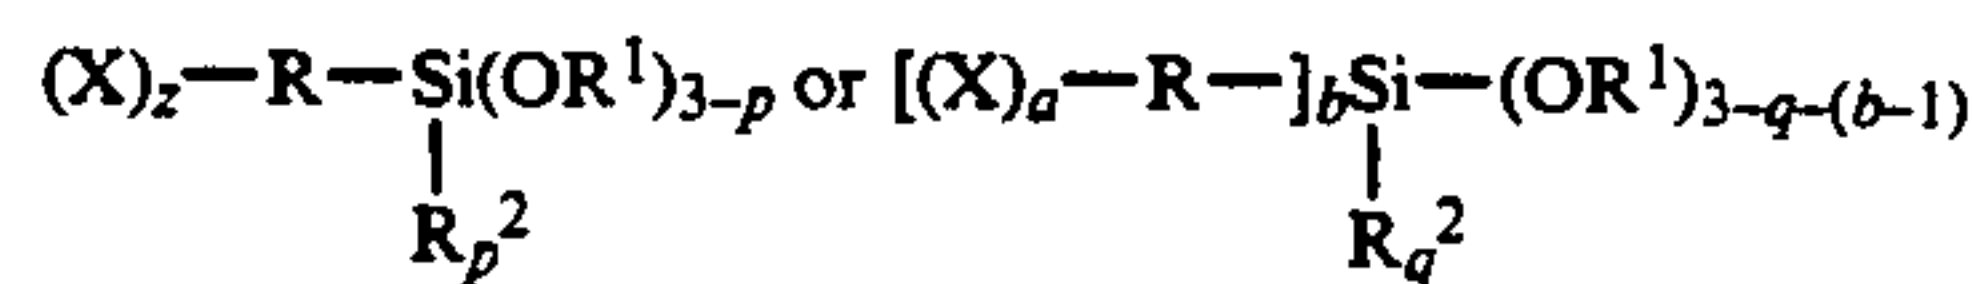 (X)z—R—Si(OR¹)3–p or [(X)a—R—]bSi—(OR¹)3–q–(b–1)
Rp² Rq²